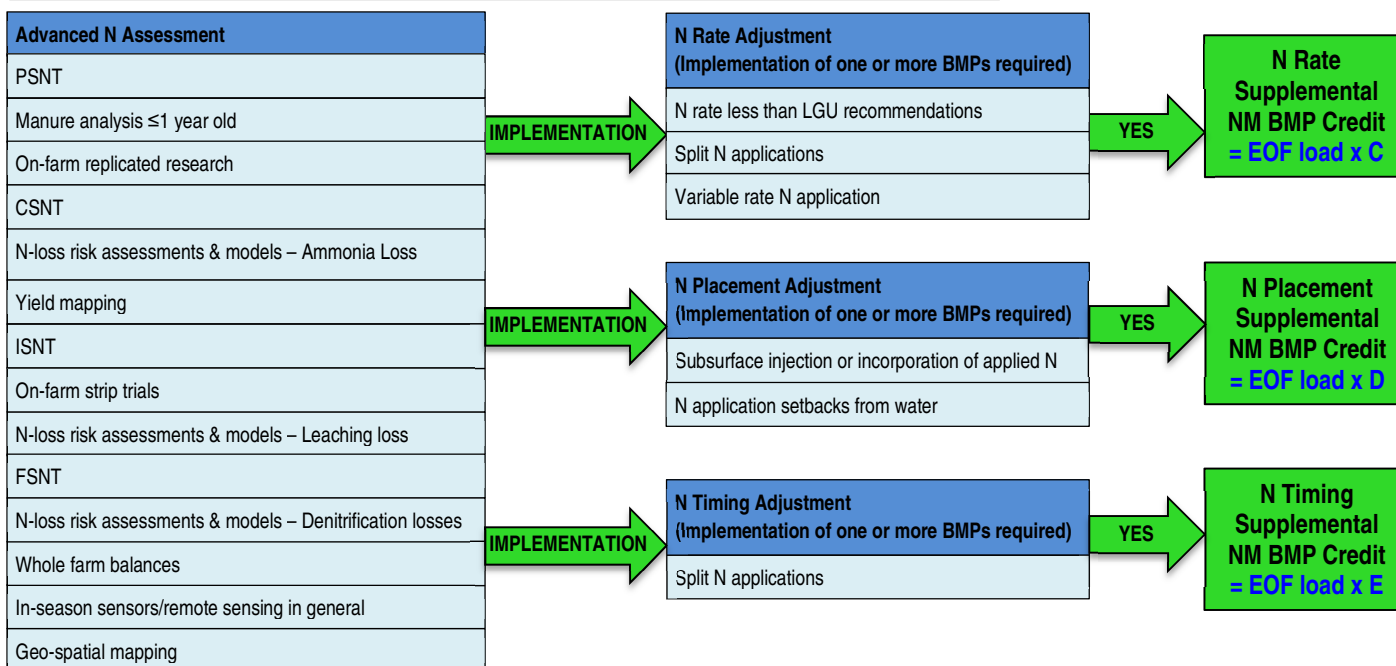 Advanced N Assessment
PSNT
Manure analysis ≤1 year old
On-farm replicated research
CSNT
N-loss risk assessments & models – Ammonia Loss
Yield mapping
ISNT
On-farm strip trials
N-loss risk assessments & models – Leaching loss
FSNT
N-loss risk assessments & models – Denitrification losses
Whole farm balances
In-season sensors/remote sensing in general
Geo-spatial mapping
IMPLEMENTATION
N Rate Adjustment
(Implementation of one or more BMPs required)
N rate less than LGU recommendations
Split N applications
Variable rate N application
YES
N Rate
Supplemental
NM BMP Credit
= EOF load x C
IMPLEMENTATION
N Placement Adjustment
(Implementation of one or more BMPs required)
Subsurface injection or incorporation of applied N
N application setbacks from water
YES
N Placement
Supplemental
NM BMP Credit
= EOF load x D
IMPLEMENTATION
N Timing Adjustment
(Implementation of one or more BMPs required)
Split N applications
YES
N Timing
Supplemental
NM BMP Credit
= EOF load x E